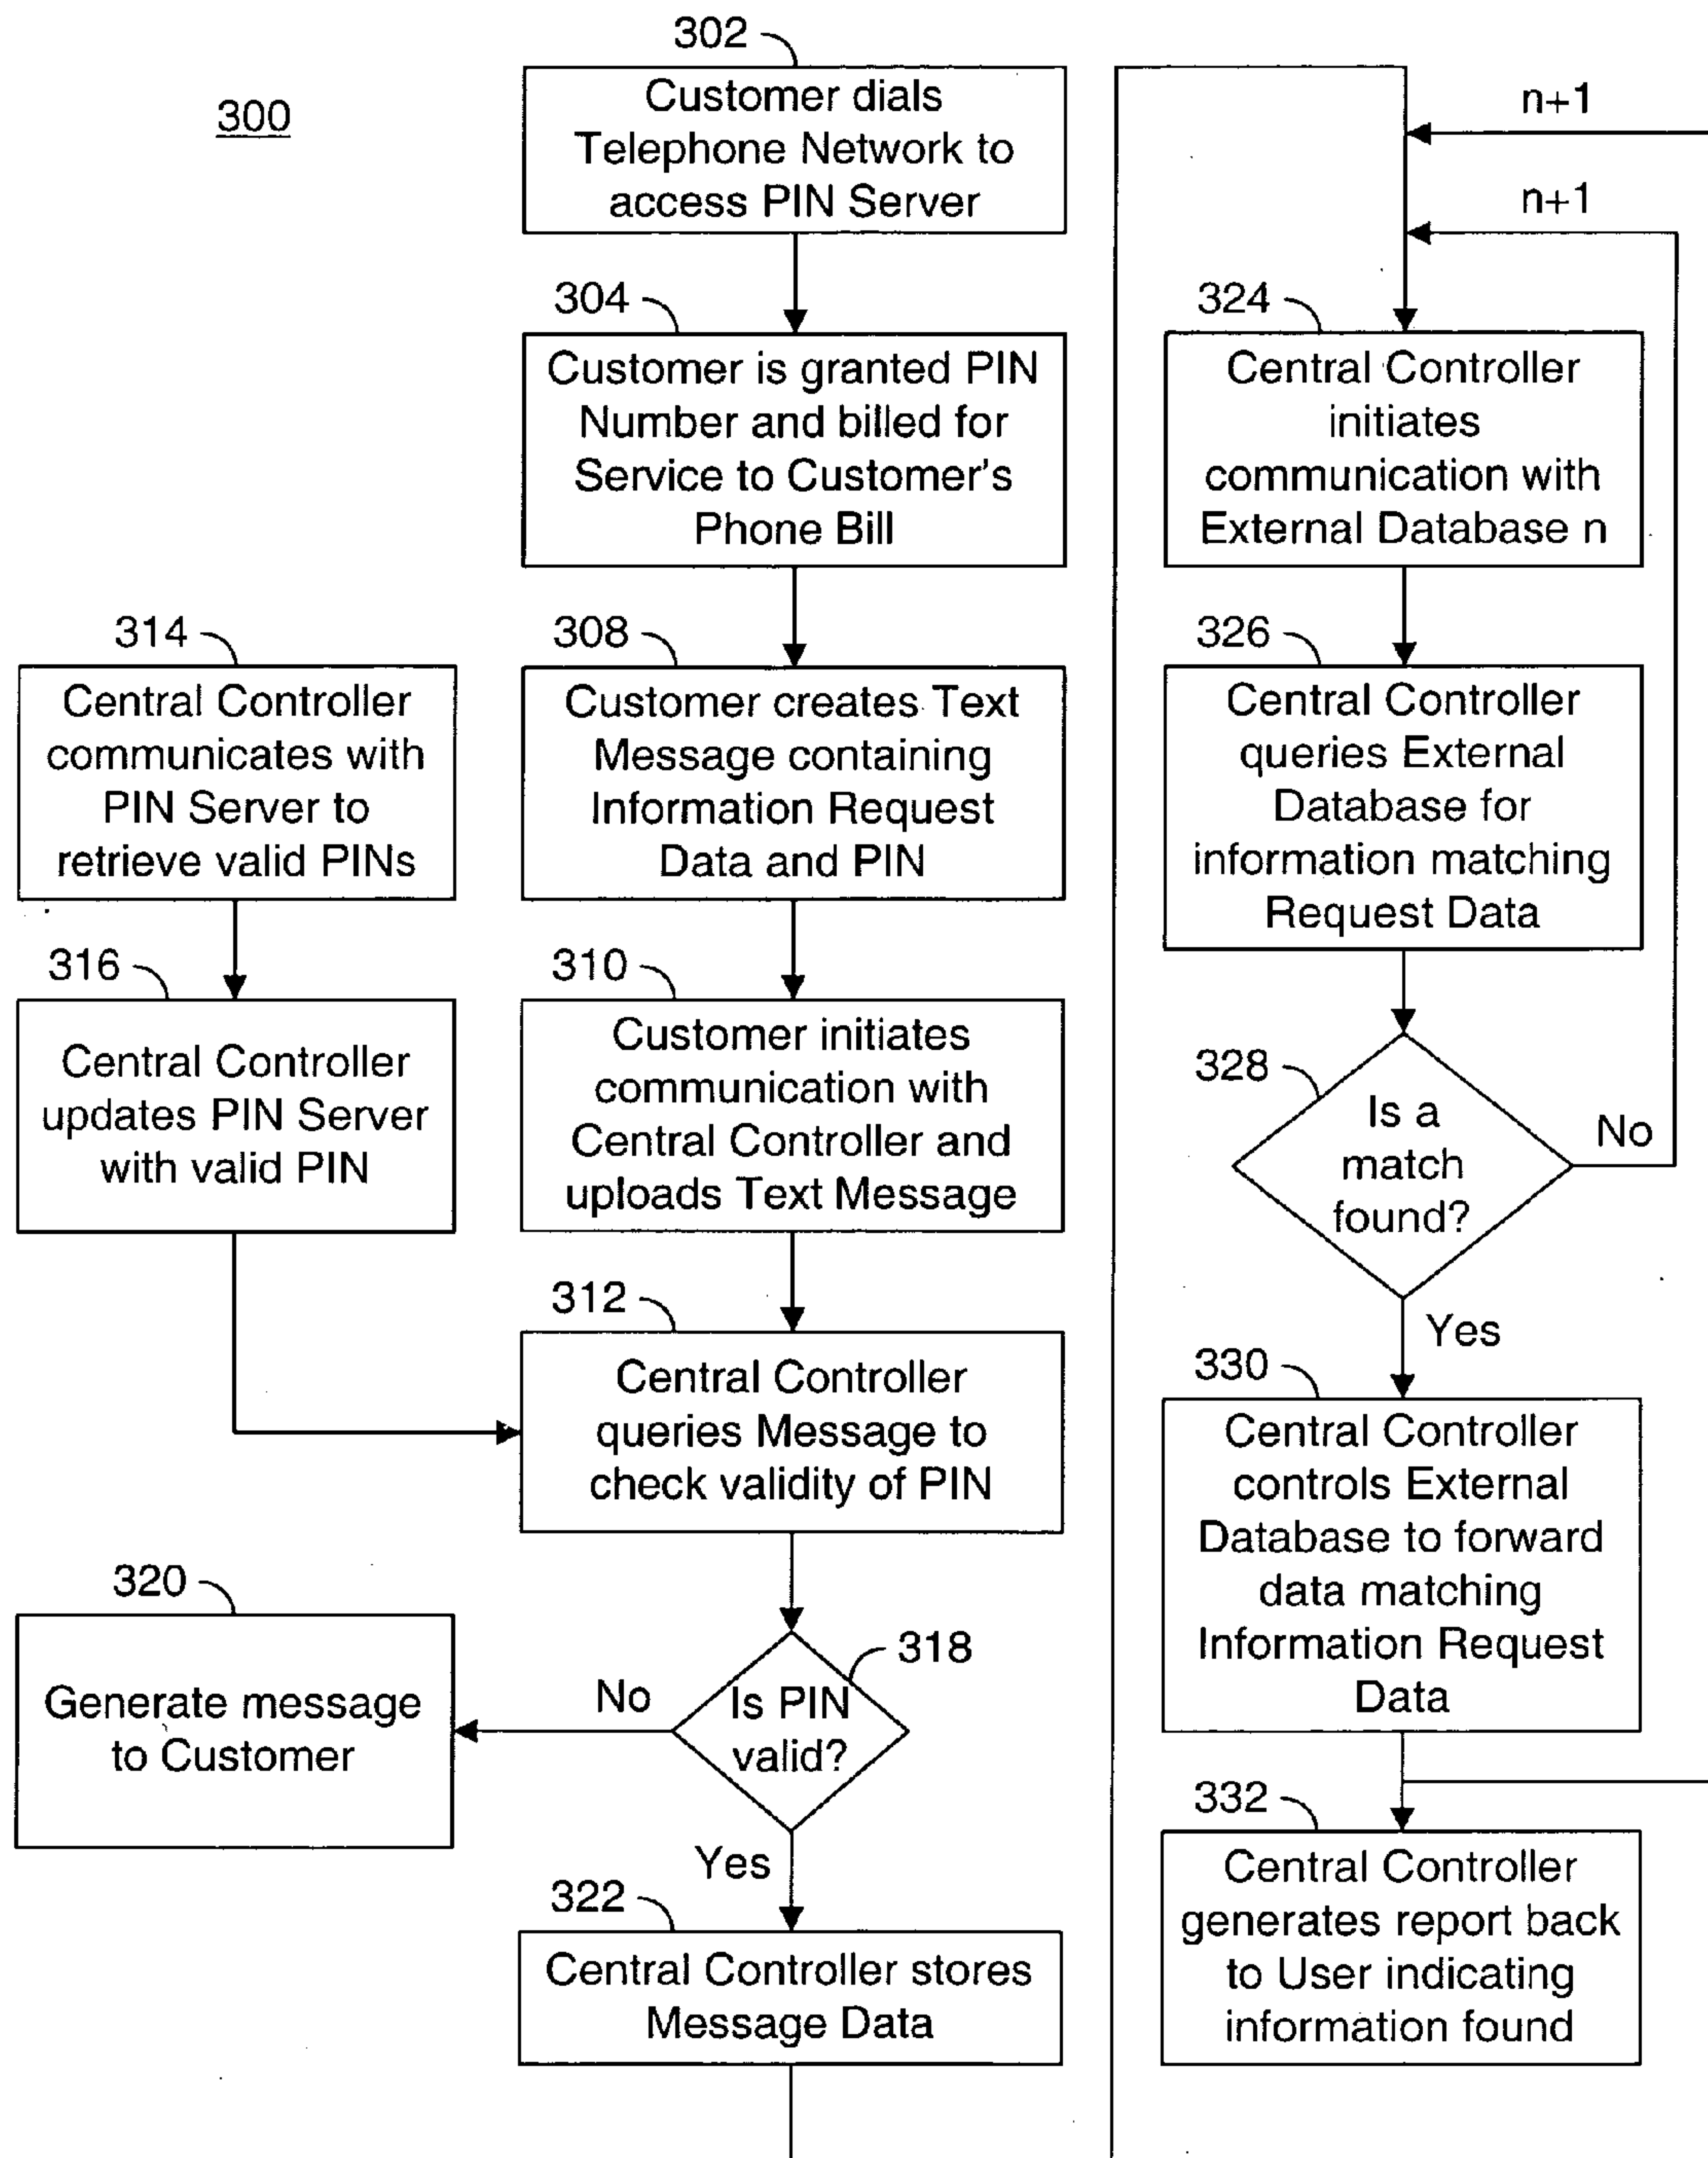 300
302
Customer dials
Telephone Network to
access PIN Server
304
Customer is granted PIN
Number and billed for
Service to Customer's
Phone Bill
308
Customer creates Text
Message containing
Information Request
Data and PIN
314
Central Controller
communicates with
PIN Server to
retrieve valid PINs
316
Central Controller
updates PIN Server
with valid PIN
310
Customer initiates
communication with
Central Controller and
uploads Text Message
312
Central Controller
queries Message to
check validity of PIN
318
Is PIN
valid?
No
320
Generate message
to Customer
Yes
322
Central Controller stores
Message Data
n+1
n+1
324
Central Controller
initiates
communication with
External Database n
326
Central Controller
queries External
Database for
information matching
Request Data
328
Is a
match
found?
No
Yes
330
Central Controller
controls External
Database to forward
data matching
Information Request
Data
332
Central Controller
generates report back
to User indicating
information found